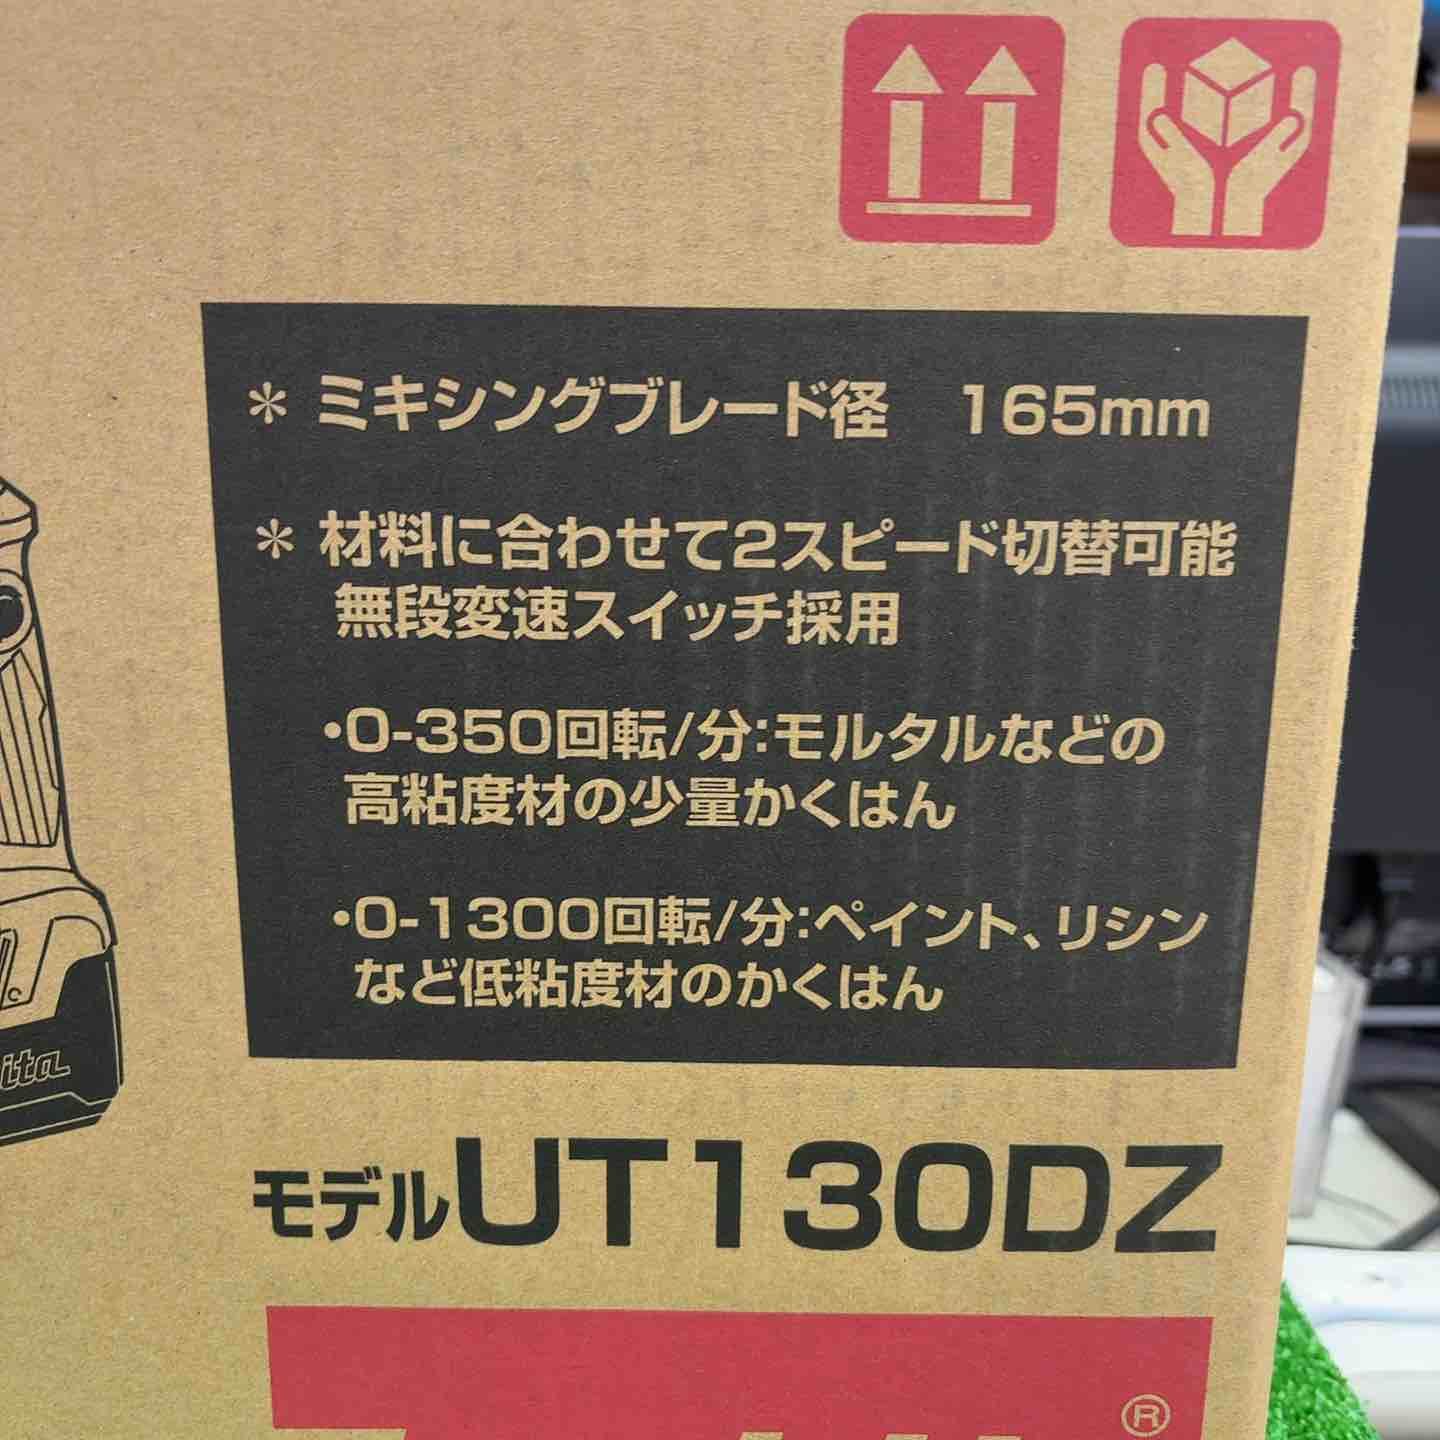 ＊ミキシングブレード径　165mm
＊材料に合わせて2スピード切替可能
無段変速スイッチ採用
・0-350回転/分:モルタルなどの
高粘度材の少量かくはん
・0-1300回転/分:ペイント、リシン
など低粘度材のかくはん
ita
モデルUT130DZ
®